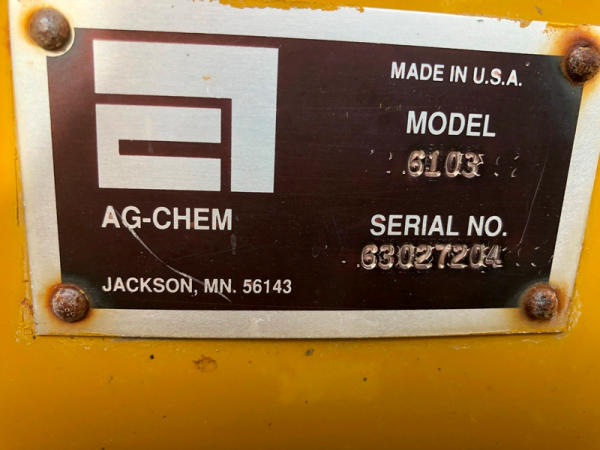 MADE IN U.S.A.
MODEL
6103
AG-CHEM
SERIAL NO.
63027204
JACKSON, MN. 56143